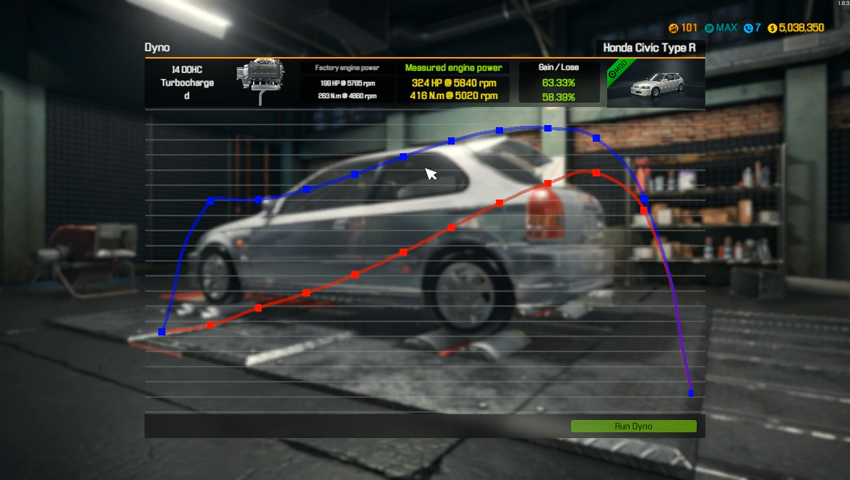 1.8.3
101 MAX 7 5,038,350
Dyno
Honda Civic Type R
I4 DOHC
Turbocharge
d
Factory engine power
199 HP @ 5765 rpm
263 N.m @ 4860 rpm
Measured engine power
324 HP @ 5840 rpm
416 N.m @ 5020 rpm
Gain / Lose
63.33%
58.39%
MOD
Run Dyno